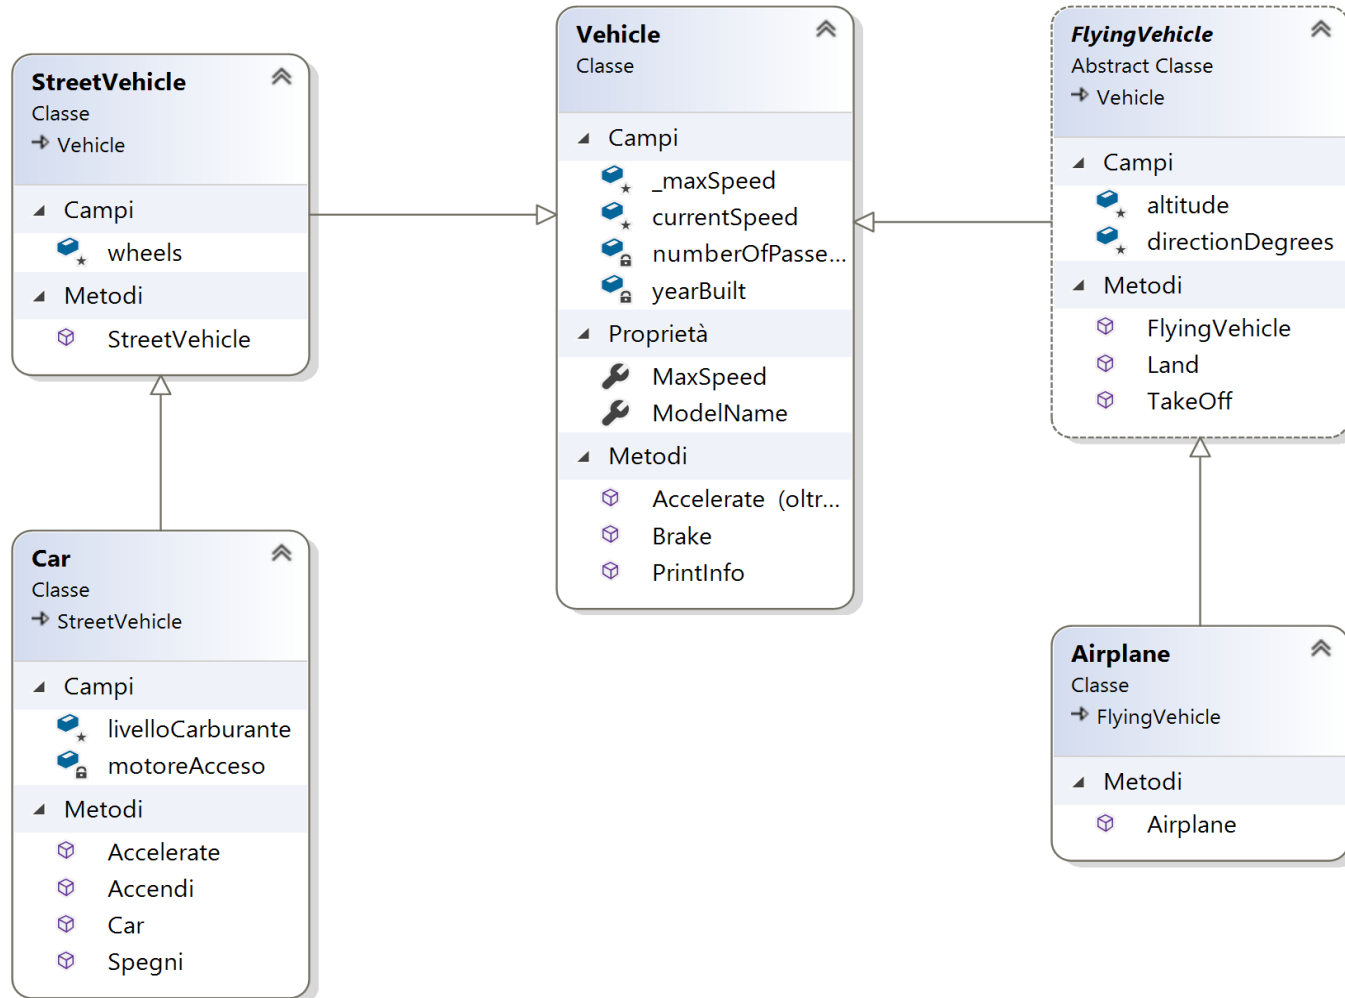 StreetVehicle
Classe
Vehicle
Campi
wheels
Metodi
StreetVehicle
Car
Classe
StreetVehicle
Campi
livelloCarburante
motoreAcceso
Metodi
Accelerate
Accendi
Car
Spegni
Vehicle
Classe
Campi
_maxSpeed
currentSpeed
numberOfPasse...
yearBuilt
Proprietà
MaxSpeed
ModelName
Metodi
Accelerate (oltr...
Brake
PrintInfo
FlyingVehicle
Abstract Classe
Vehicle
Campi
altitude
directionDegrees
Metodi
FlyingVehicle
Land
TakeOff
Airplane
Classe
FlyingVehicle
Metodi
Airplane